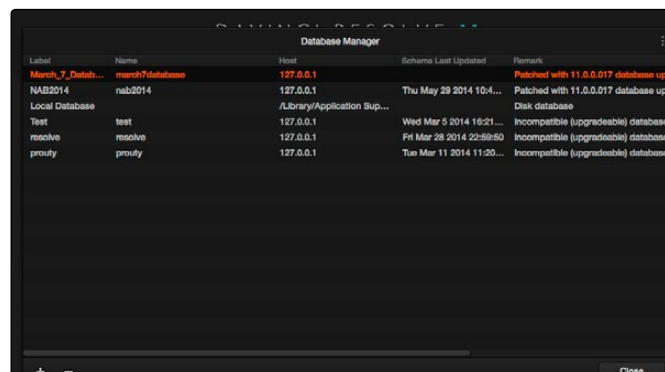 DAVINCI RESOLVE 11
Database Manager
Label Name Host Schema Last Updated Remark
March_7_Datab... march7database 127.0.0.1 Patched with 11.0.0.017 database up
NAB2014 nab2014 127.0.0.1 Thu May 29 2014 10:4... Patched with 11.0.0.017 database up
Local Database /Library/Application Sup... Disk database
Test test 127.0.0.1 Wed Mar 5 2014 16:21... Incompatible (upgradeable) database
resolve resolve 127.0.0.1 Fri Mar 28 2014 22:59:50 Incompatible (upgradeable) database
prouty prouty 127.0.0.1 Tue Mar 11 2014 11:20... Incompatible (upgradeable) database
Close